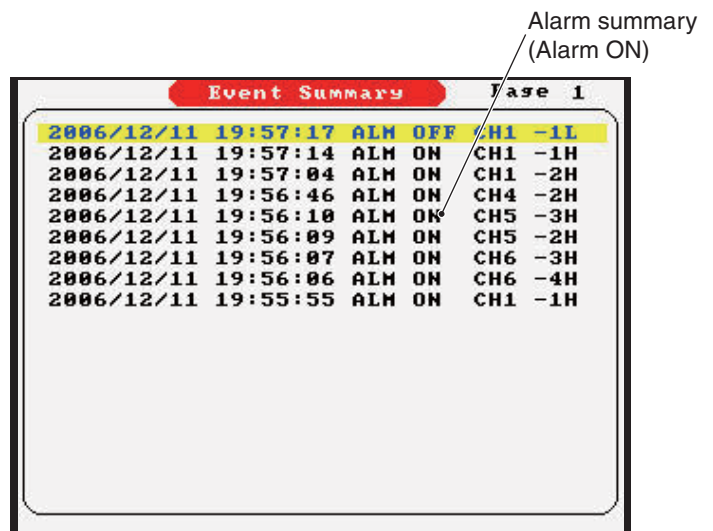 Alarm summary
(Alarm ON)
Event Summary Page 1
2006/12/11 19:57:17 ALM OFF CH1 -1L
2006/12/11 19:57:14 ALM ON CH1 -1H
2006/12/11 19:57:04 ALM ON CH1 -2H
2006/12/11 19:56:46 ALM ON CH4 -2H
2006/12/11 19:56:10 ALM ON CH5 -3H
2006/12/11 19:56:09 ALM ON CH5 -2H
2006/12/11 19:56:07 ALM ON CH6 -3H
2006/12/11 19:56:06 ALM ON CH6 -4H
2006/12/11 19:55:55 ALM ON CH1 -1H